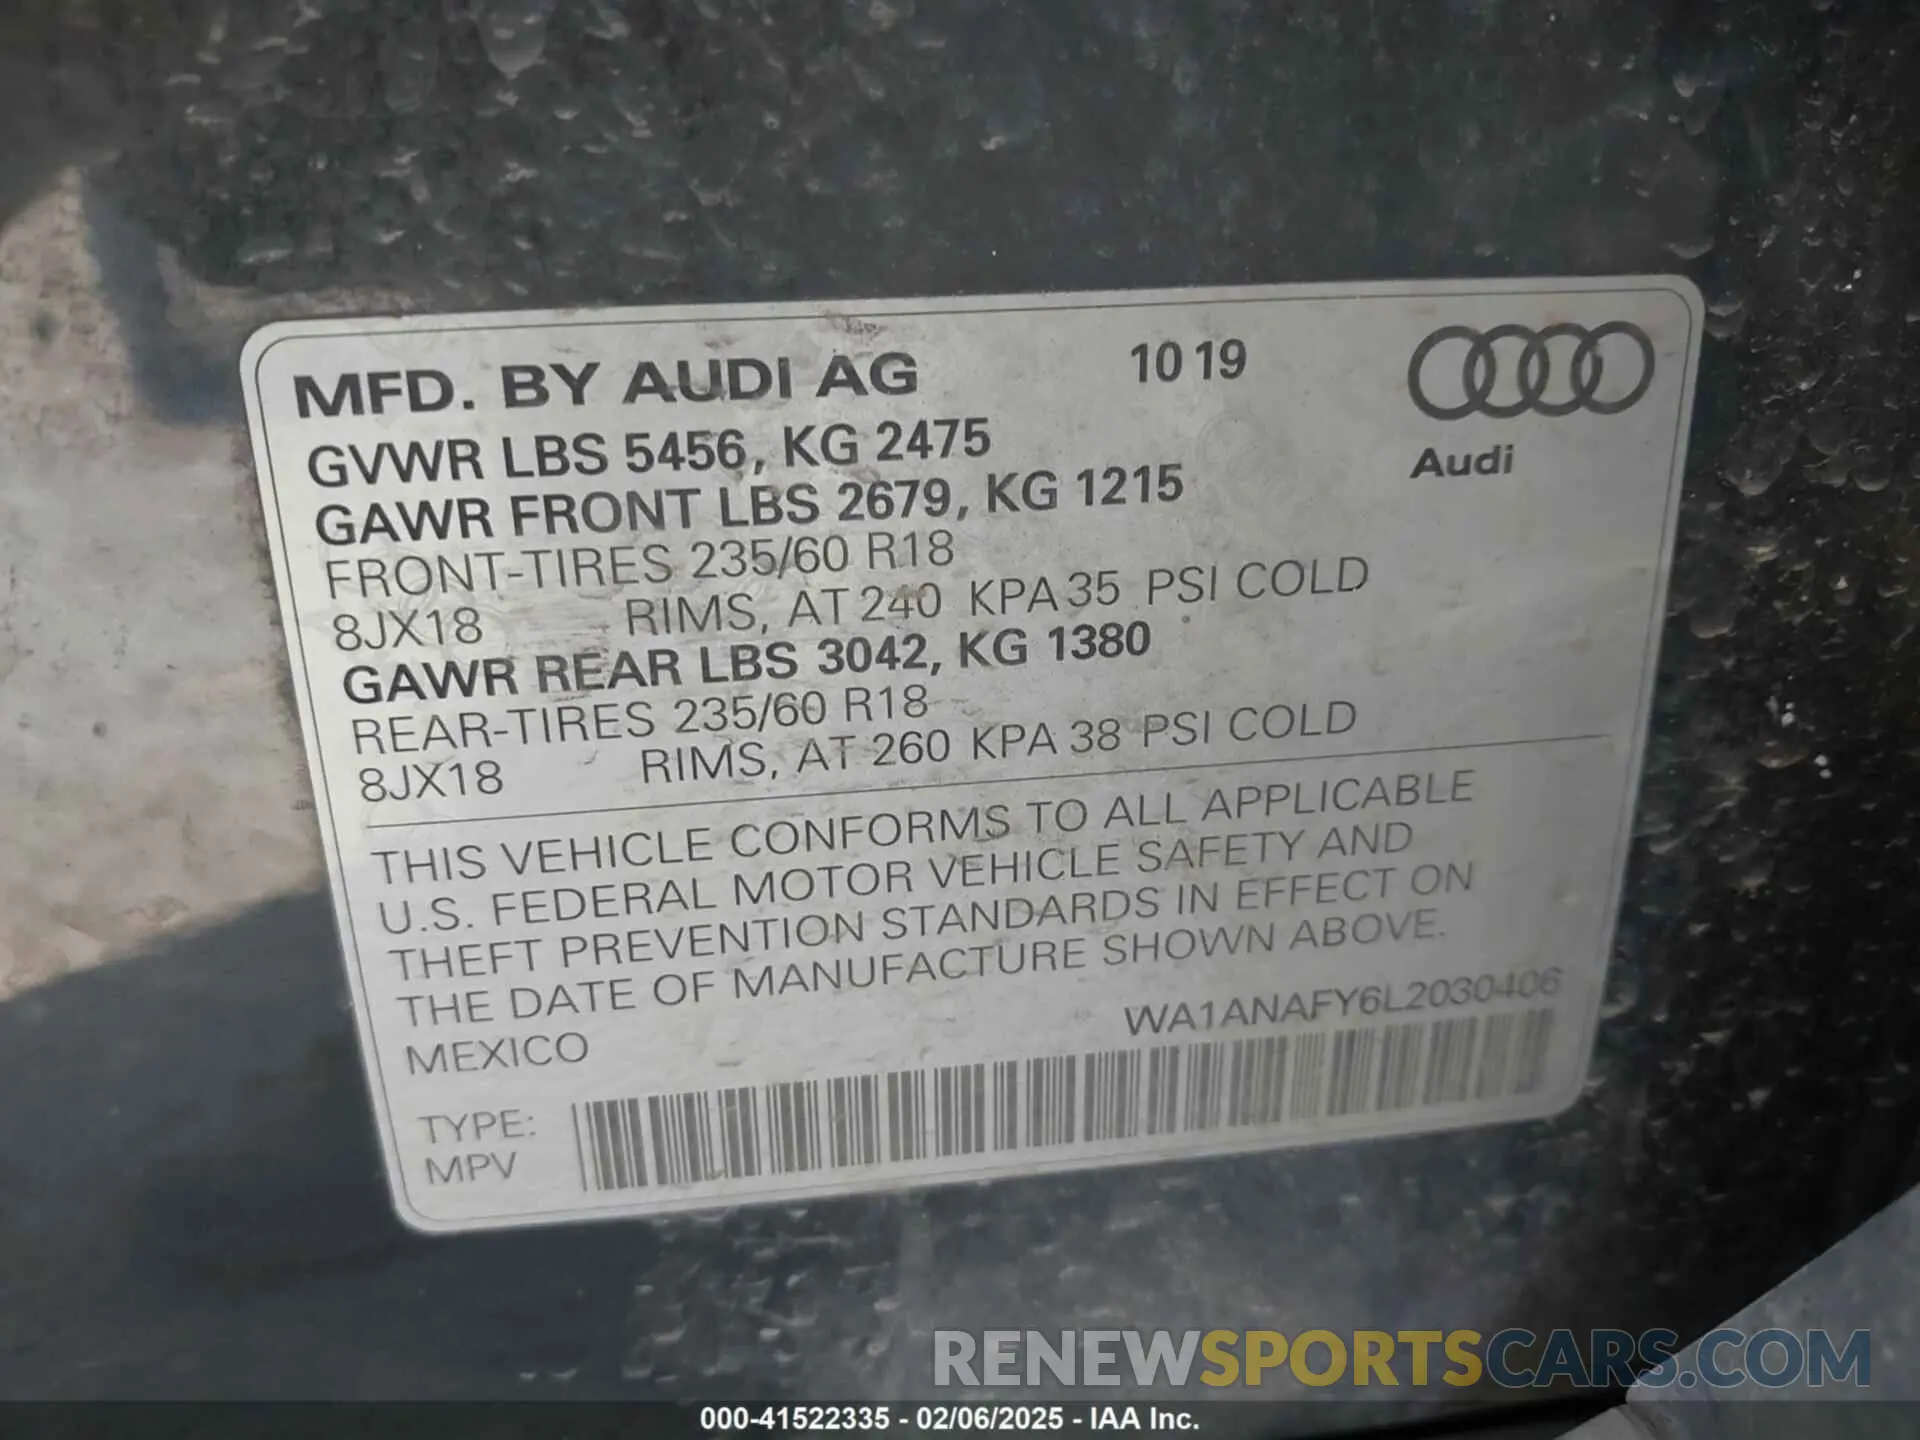 MFD. BY AUDI AG 10 19
Audi
GVWR LBS 5456, KG 2475
GAWR FRONT LBS 2679, KG 1215
FRONT-TIRES 235/60 R18
8JX18 RIMS, AT 240 KPA 35 PSI COLD
GAWR REAR LBS 3042, KG 1380
REAR-TIRES 235/60 R18
8JX18 RIMS, AT 260 KPA 38 PSI COLD
THIS VEHICLE CONFORMS TO ALL APPLICABLE
U.S. FEDERAL MOTOR VEHICLE SAFETY AND
THEFT PREVENTION STANDARDS IN EFFECT ON
THE DATE OF MANUFACTURE SHOWN ABOVE.
MEXICO WA1ANAFY6L2030406
TYPE:
MPV
RENEWSPORTSCARS.COM
000-41522335 - 02/06/2025 - IAA Inc.